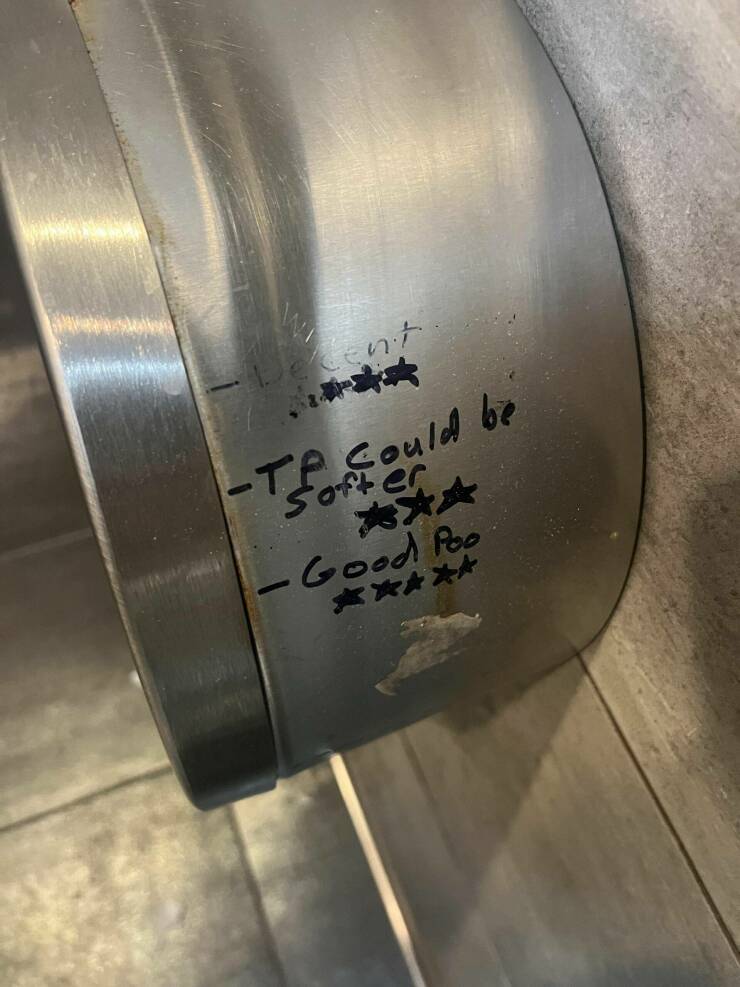 - Decent
★★★★
- TP Could be
softer
★★★
- Good Poo
★★★★★